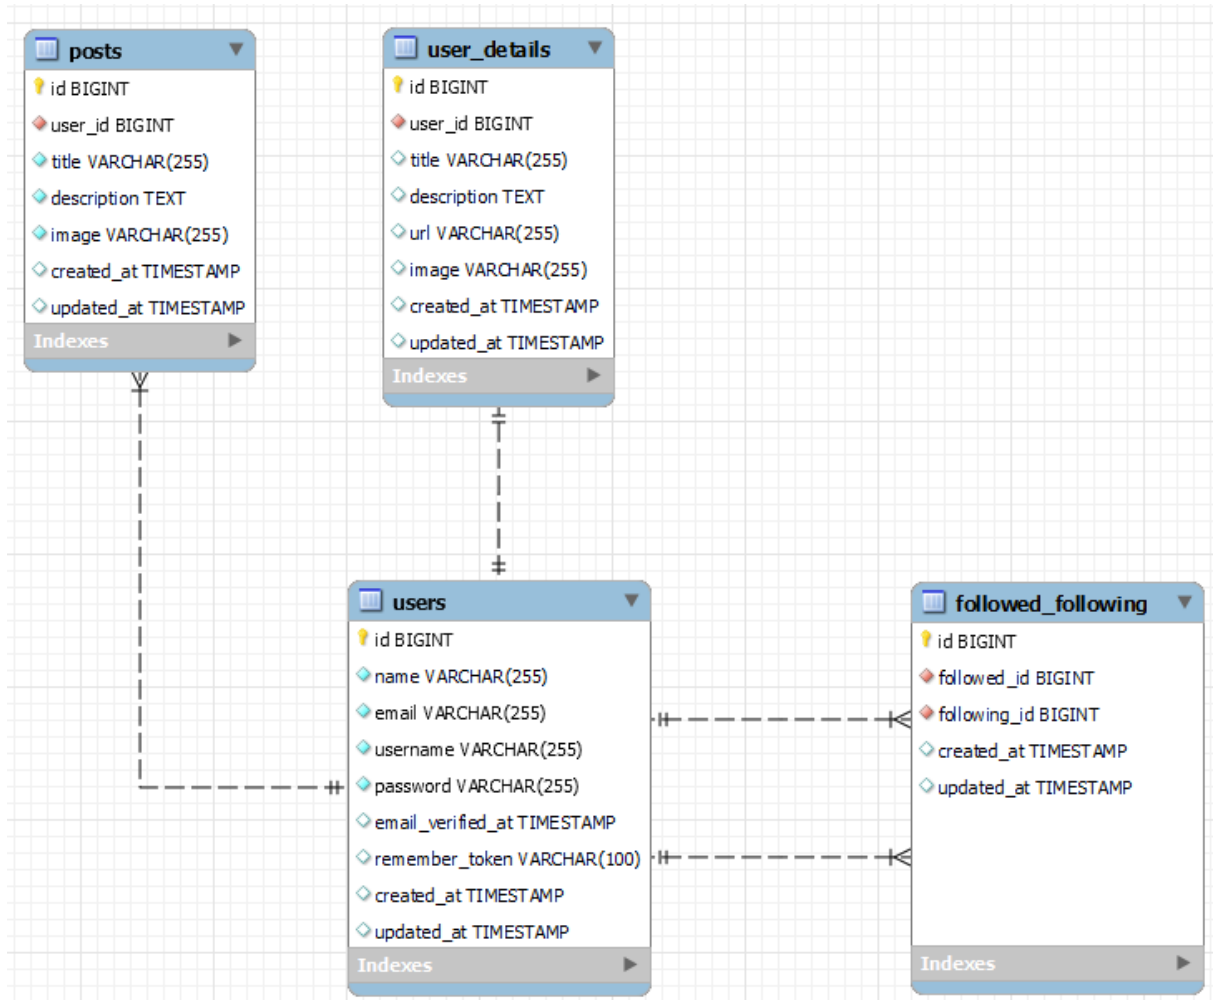 posts
id BIGINT
user_id BIGINT
title VARCHAR(255)
description TEXT
image VARCHAR(255)
created_at TIMESTAMP
updated_at TIMESTAMP
Indexes
user_details
id BIGINT
user_id BIGINT
title VARCHAR(255)
description TEXT
url VARCHAR(255)
image VARCHAR(255)
created_at TIMESTAMP
updated_at TIMESTAMP
Indexes
users
id BIGINT
name VARCHAR(255)
email VARCHAR(255)
username VARCHAR(255)
password VARCHAR(255)
email_verified_at TIMESTAMP
remember_token VARCHAR(100)
created_at TIMESTAMP
updated_at TIMESTAMP
Indexes
followed_following
id BIGINT
followed_id BIGINT
following_id BIGINT
created_at TIMESTAMP
updated_at TIMESTAMP
Indexes